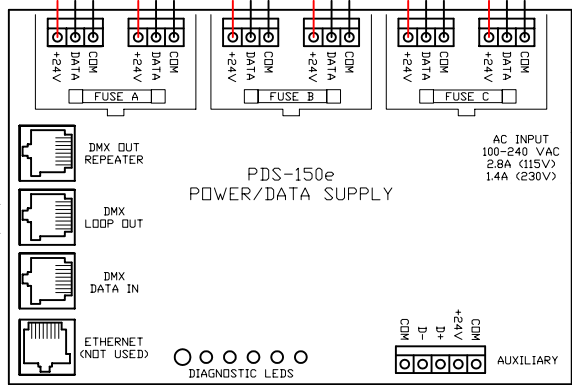 +24V DATA COM +24V DATA COM +24V DATA COM +24V DATA COM +24V DATA COM +24V DATA COM
FUSE A FUSE B FUSE C
DMX OUT
REPEATER
AC INPUT
100-240 VAC
2.8A (115V)
1.4A (230V)
PDS-150e
POWER/DATA SUPPLY
DMX
LOOP OUT
DMX
DATA IN
ETHERNET
(NOT USED)
DIAGNOSTIC LEDS
COM D- D+ +24V COM
AUXILIARY